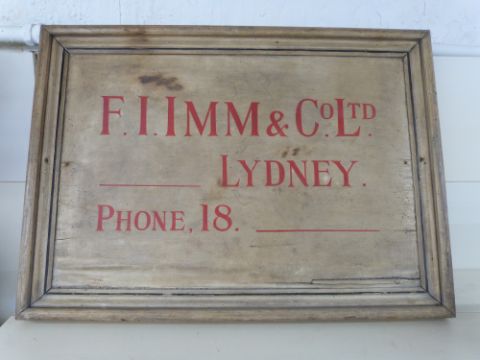 F. I. IMM & CO. LTD.
LYDNEY.
PHONE, 18.